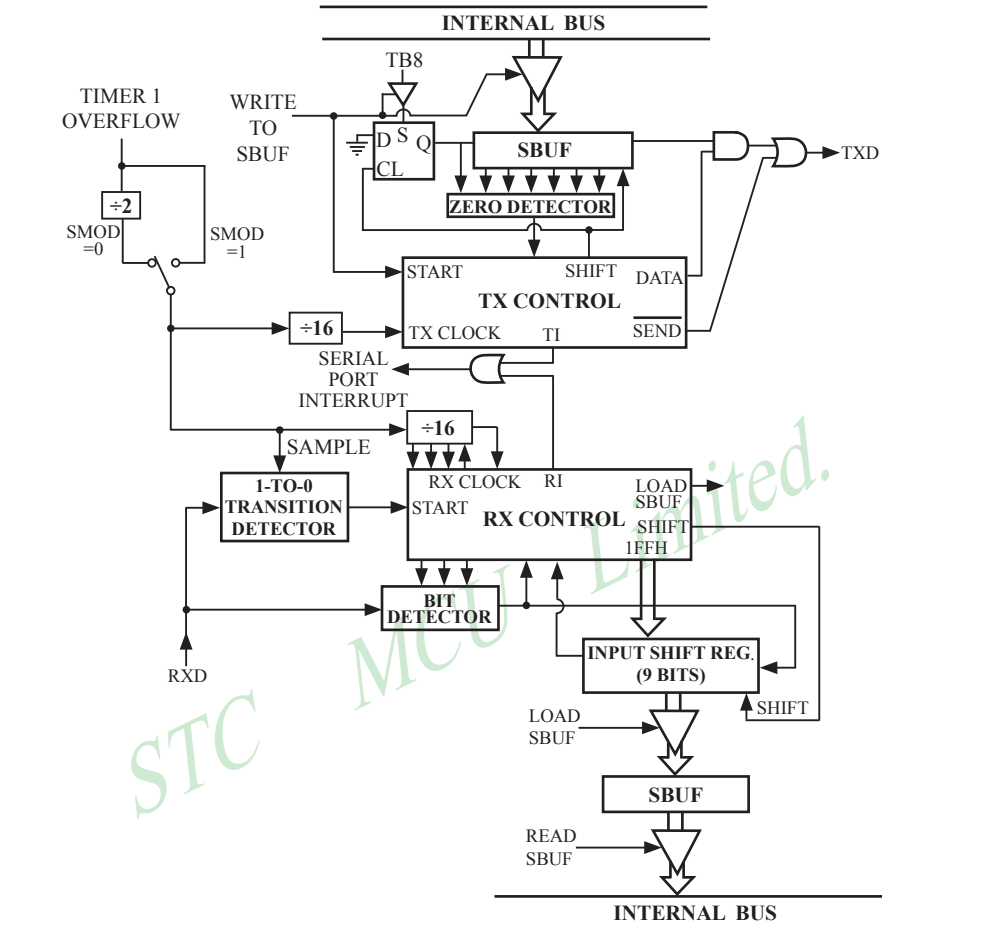 INTERNAL BUS
TB8
TIMER 1
OVERFLOW
WRITE
TO
SBUF
D
S
Q
CL
SBUF
TXD
÷2
ZERO DETECTOR
SMOD
=0
SMOD
=1
START
SHIFT
DATA
TX CONTROL
÷16
TX CLOCK
TI
SEND
SERIAL
PORT
INTERRUPT
÷16
SAMPLE
RX CLOCK
RI
LOAD
SBUF
1-TO-0
TRANSITION
DETECTOR
START
RX CONTROL
SHIFT
1FFH
BIT
DETECTOR
RXD
INPUT SHIFT REG.
(9 BITS)
SHIFT
LOAD
SBUF
SBUF
READ
SBUF
INTERNAL BUS
STC MCU Limited.